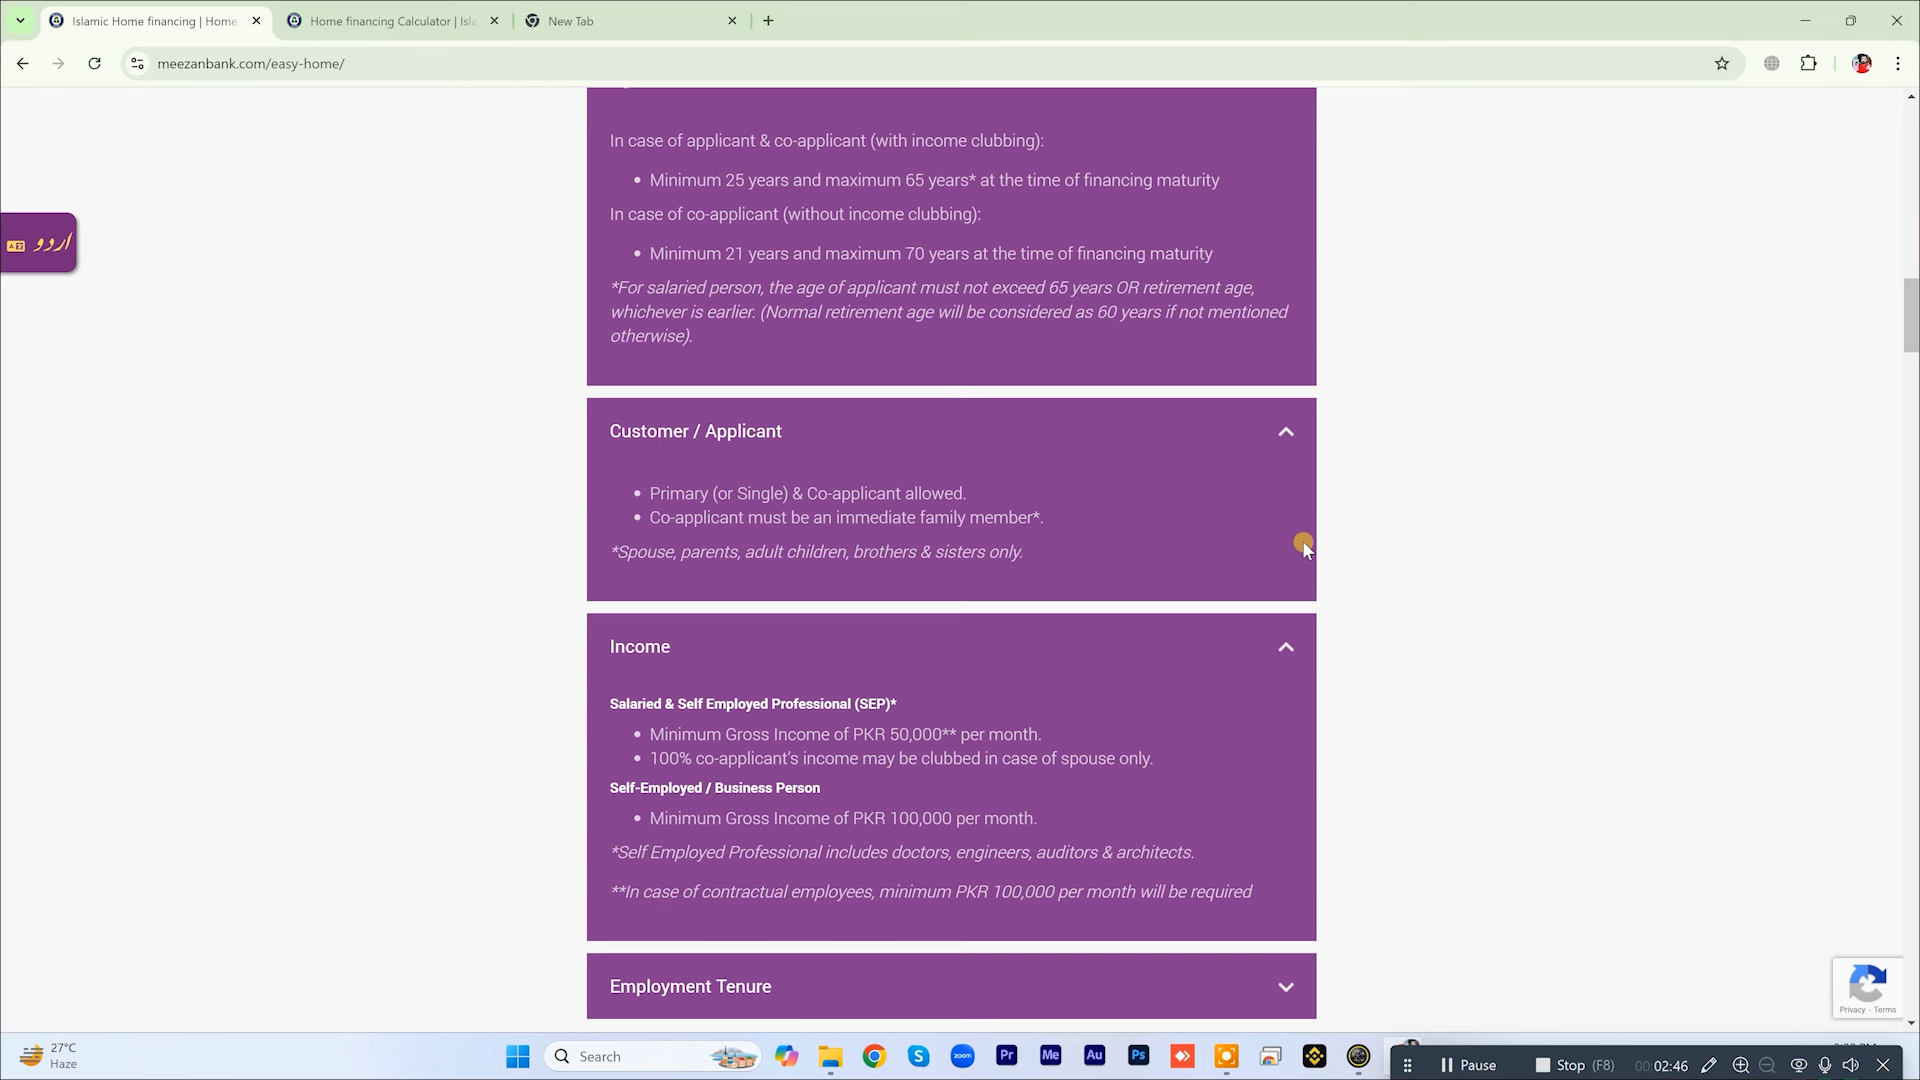 Islamic Home financing | Home
Home financing Calculator | Isla
New Tab
meezanbank.com/easy-home/
In case of applicant & co-applicant (with income clubbing):
• Minimum 25 years and maximum 65 years* at the time of financing maturity
In case of co-applicant (without income clubbing):
• Minimum 21 years and maximum 70 years at the time of financing maturity
*For salaried person, the age of applicant must not exceed 65 years OR retirement age,
whichever is earlier. (Normal retirement age will be considered as 60 years if not mentioned
otherwise).
اردو
Customer / Applicant
• Primary (or Single) & Co-applicant allowed.
• Co-applicant must be an immediate family member*.
*Spouse, parents, adult children, brothers & sisters only.
Income
Salaried & Self Employed Professional (SEP)*
• Minimum Gross Income of PKR 50,000** per month.
• 100% co-applicant's income may be clubbed in case of spouse only.
Self-Employed / Business Person
• Minimum Gross Income of PKR 100,000 per month.
*Self Employed Professional includes doctors, engineers, auditors & architects.
**In case of contractual employees, minimum PKR 100,000 per month will be required
Employment Tenure
Privacy - Terms
27°C
Haze
Search
zoom
Pr
Me
Au
Ps
Pause
Stop (F8)
00:02:46